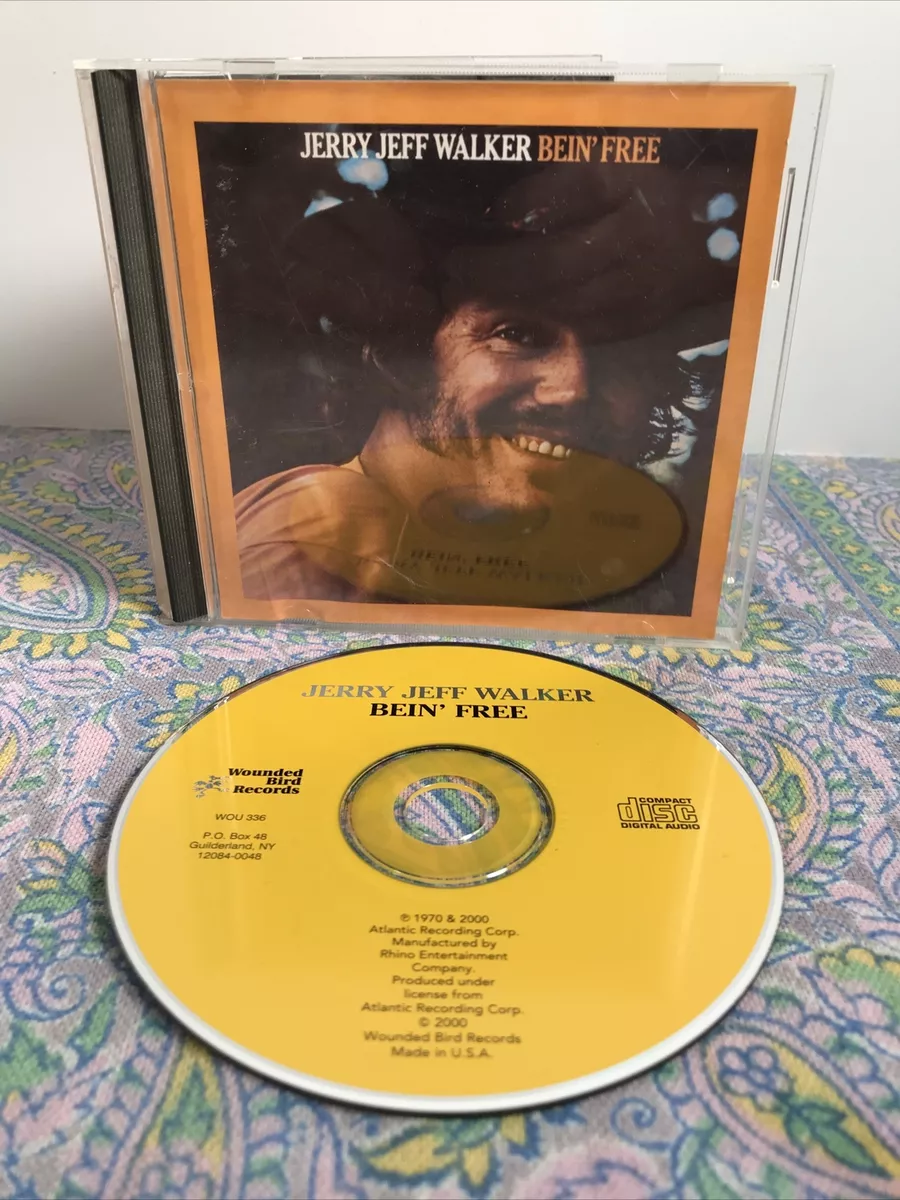 JERRY JEFF WALKER BEIN' FREE
JERRY JEFF WALKER
BEIN' FREE
Wounded
Bird
Records
WOU 336
P.O. Box 48
Guilderland, NY
12084-0048
COMPACT
disc
DIGITAL AUDIO
℗ 1970 & 2000
Atlantic Recording Corp.
Manufactured by
Rhino Entertainment
Company.
Produced under
license from
Atlantic Recording Corp.
© 2000
Wounded Bird Records
Made in U.S.A.